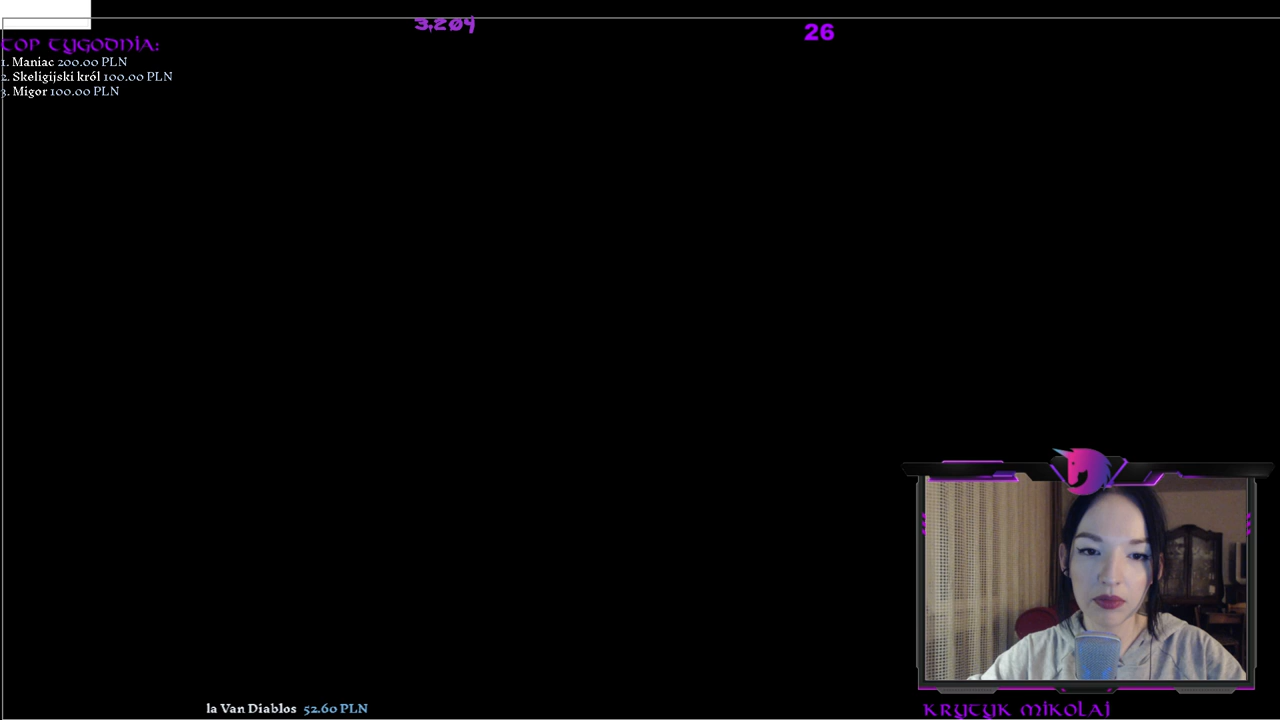 3,204
26
TOP TYGODNIA:
1. Maniac 200.00 PLN
2. Skeligijski król 100.00 PLN
3. Migor 100.00 PLN
la Van Diablos 52.60 PLN
KRYTYK MIKOLAJ